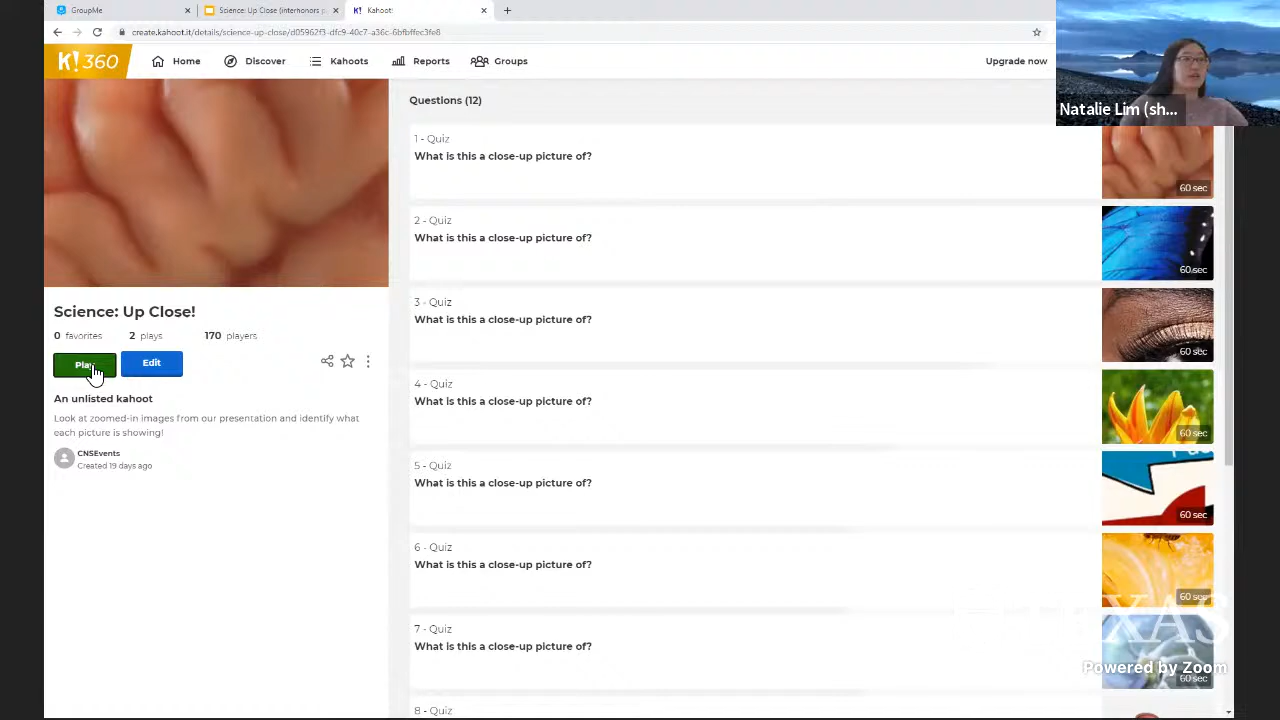 GroupMe
Science: Up Close (interhonors p
Kahoot!
create.kahoot.it/details/science-up-close/d05962f5-dfc9-40c7-a36c-6bfbffec3fe8
K! 360
Home
Discover
Kahoots
Reports
Groups
Upgrade now
Natalie Lim (sh...
Questions (12)
1 - Quiz
What is this a close-up picture of?
60 sec
2 - Quiz
What is this a close-up picture of?
60 sec
3 - Quiz
What is this a close-up picture of?
60 sec
4 - Quiz
What is this a close-up picture of?
60 sec
5 - Quiz
What is this a close-up picture of?
60 sec
6 - Quiz
What is this a close-up picture of?
60 sec
7 - Quiz
What is this a close-up picture of?
60 sec
8 - Quiz
Science: Up Close!
0 favorites 2 plays 170 players
Play
Edit
An unlisted kahoot
Look at zoomed-in images from our presentation and identify what
each picture is showing!
CNSEvents
Created 19 days ago
XAS
Powered by Zoom